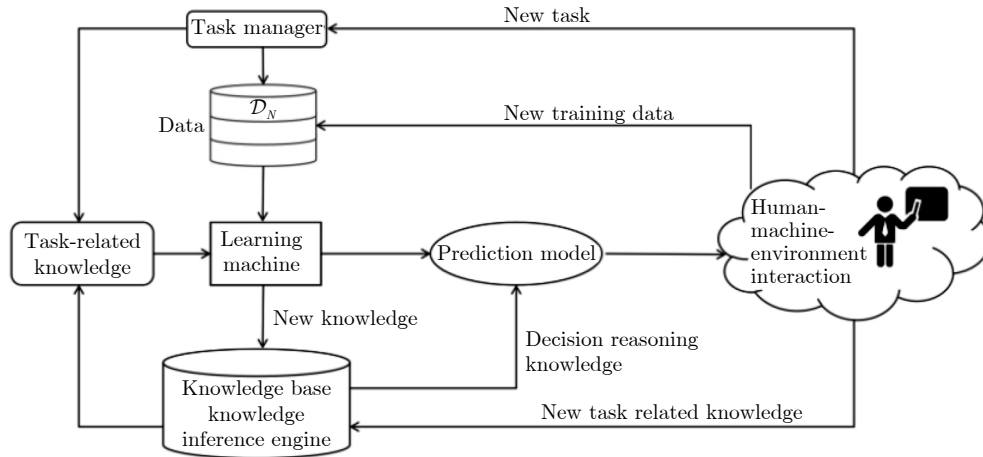 New task
Task manager
𝒟_N
Data
New training data
Task-related
knowledge
Learning
machine
Prediction model
Human-
machine-
environment
interaction
New knowledge
Decision reasoning
knowledge
Knowledge base
knowledge
inference engine
New task related knowledge